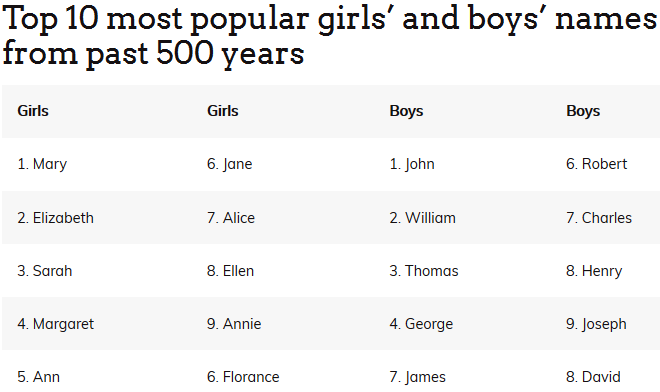 Top 10 most popular girls’ and boys’ names
from past 500 years
Girls Girls Boys Boys
1. Mary 6. Jane 1. John 6. Robert
2. Elizabeth 7. Alice 2. William 7. Charles
3. Sarah 8. Ellen 3. Thomas 8. Henry
4. Margaret 9. Annie 4. George 9. Joseph
5. Ann 6. Florance 7. James 8. David